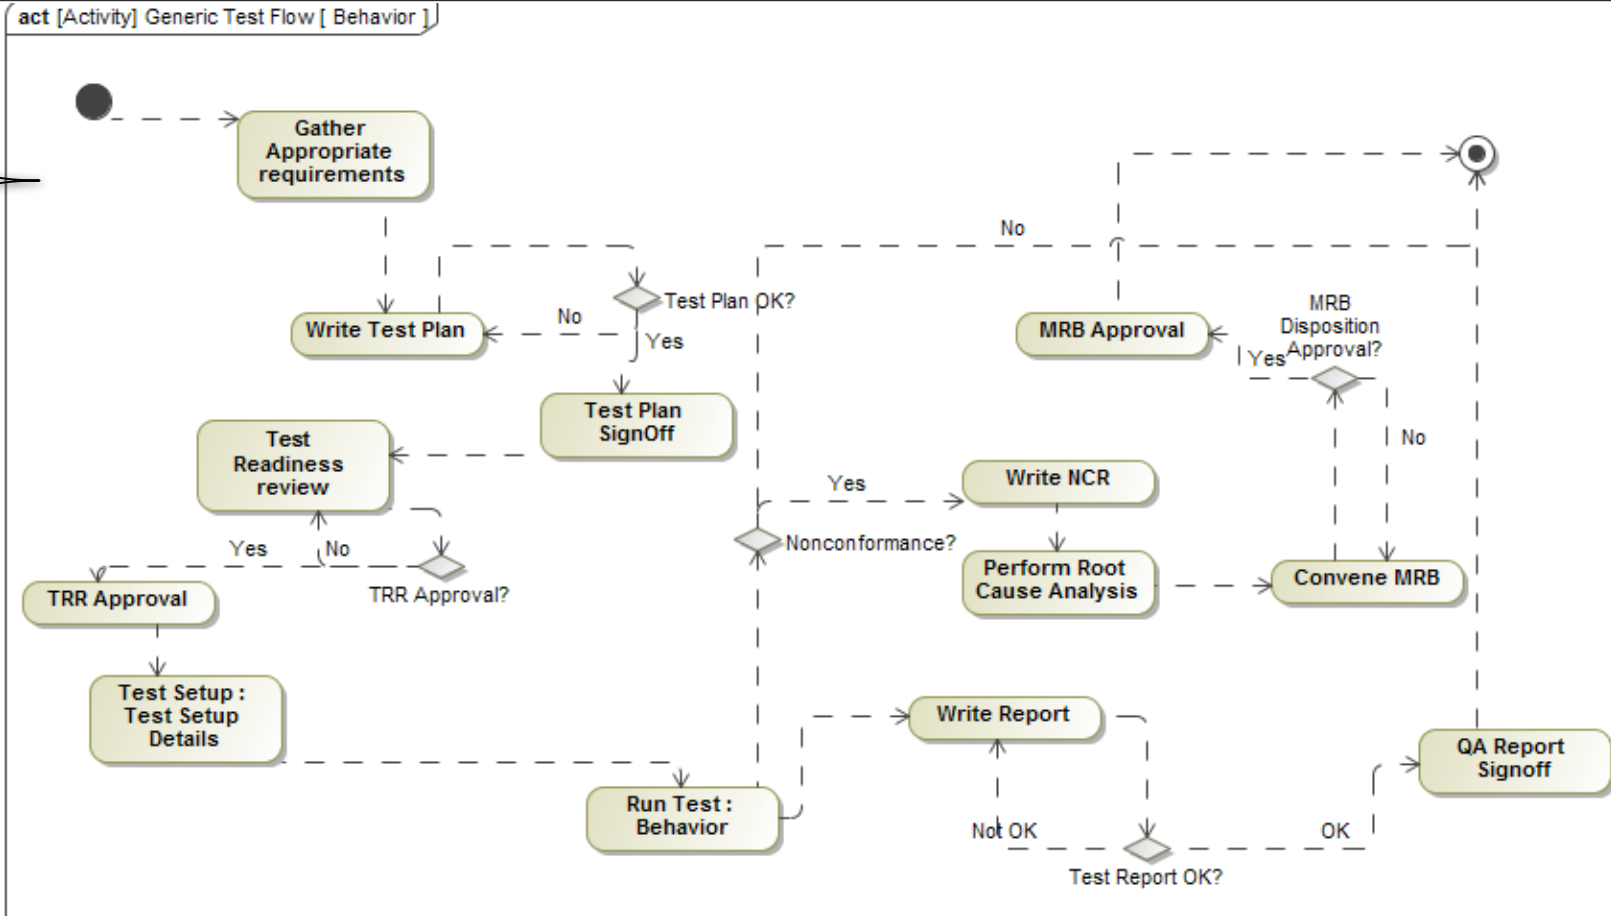 act [Activity] Generic Test Flow [ Behavior ]
Gather
Appropriate
requirements
No
Test Plan OK?
Write Test Plan
No
Yes
MRB
Disposition
Approval?
MRB Approval
Yes
Test Plan
SignOff
No
Test
Readiness
review
Yes
Write NCR
Nonconformance?
Yes
No
TRR Approval?
TRR Approval
Perform Root
Cause Analysis
Convene MRB
Test Setup :
Test Setup
Details
Write Report
QA Report
Signoff
Run Test :
Behavior
Not OK
OK
Test Report OK?